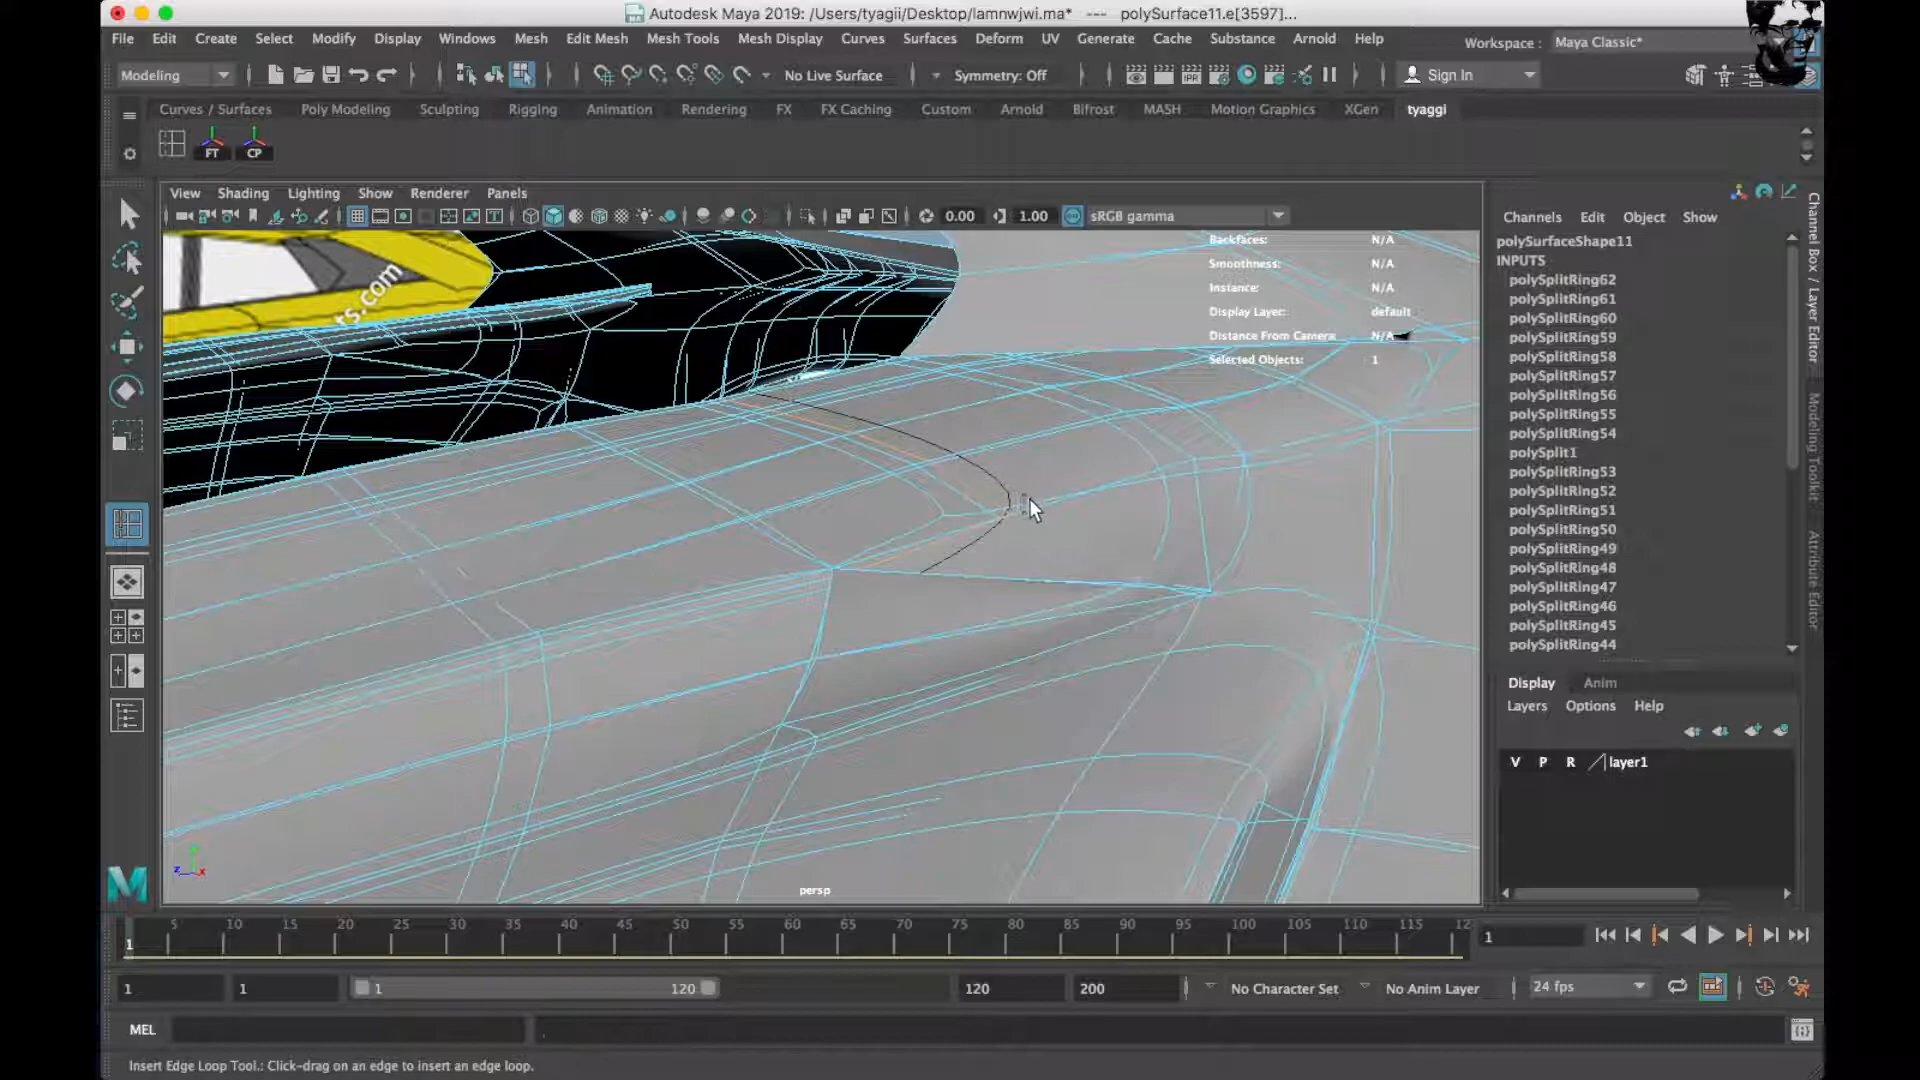 Autodesk Maya 2019: /Users/tyagii/Desktop/lamnwjwi.ma* --- polySurface11.e[3597]...
File Edit Create Select Modify Display Windows Mesh Edit Mesh Mesh Tools Mesh Display Curves Surfaces Deform UV Generate Cache Substance Arnold Help Workspace : Maya Classic*
Modeling No Live Surface Symmetry: Off IPR Sign In
Curves / Surfaces Poly Modeling Sculpting Rigging Animation Rendering FX FX Caching Custom Arnold Bifrost MASH Motion Graphics XGen tyaggi
FT CP
View Shading Lighting Show Renderer Panels
0.00 1.00 sRGB gamma
Backfaces: N/A
Smoothness: N/A
Instance: N/A
Display Layer: default
Distance From Camera: N/A
Selected Objects: 1
ts.com
persp
z y x
Channels Edit Object Show
polySurfaceShape11
INPUTS
polySplitRing62
polySplitRing61
polySplitRing60
polySplitRing59
polySplitRing58
polySplitRing57
polySplitRing56
polySplitRing55
polySplitRing54
polySplit1
polySplitRing53
polySplitRing52
polySplitRing51
polySplitRing50
polySplitRing49
polySplitRing48
polySplitRing47
polySplitRing46
polySplitRing45
polySplitRing44
Channel Box / Layer Editor
Modeling Toolkit
Attribute Editor
Display Anim
Layers Options Help
V P R layer1
5 10 15 20 25 30 35 40 45 50 55 60 65 70 75 80 85 90 95 100 105 110 115 12
1 1
1 1 1 120 120 200 No Character Set No Anim Layer 24 fps
MEL
Insert Edge Loop Tool.: Click-drag on an edge to insert an edge loop.